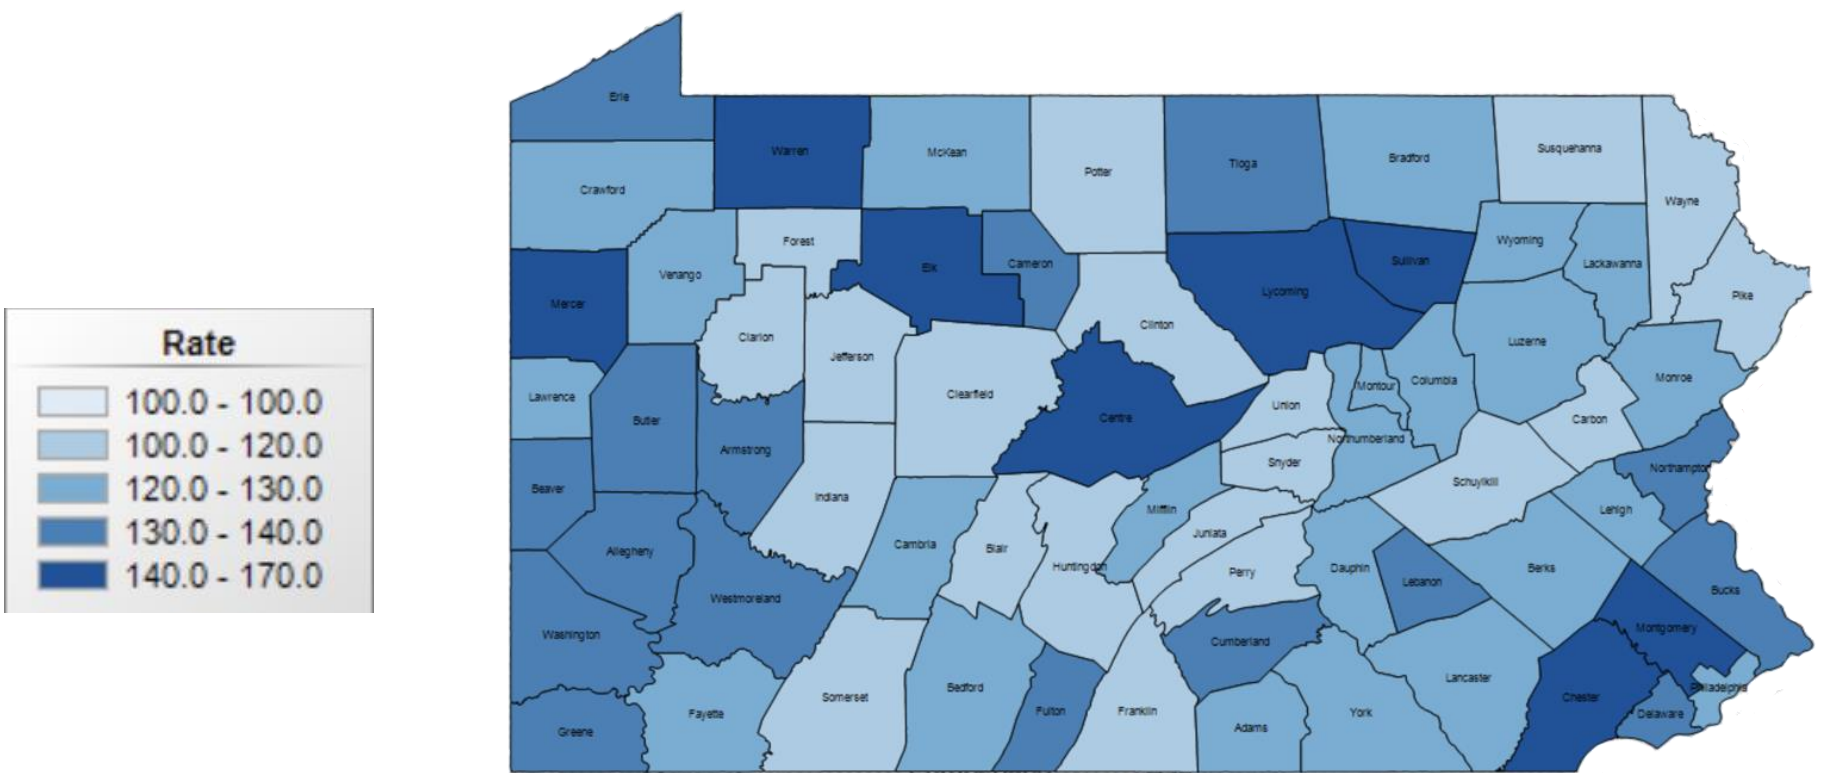 Rate
100.0 - 100.0
100.0 - 120.0
120.0 - 130.0
130.0 - 140.0
140.0 - 170.0
Erie
Warren
McKean
Potter
Tioga
Bradford
Susquehanna
Wayne
Crawford
Forest
Venango
Elk
Cameron
Sullivan
Wyoming
Lackawanna
Pike
Mercer
Lycoming
Clinton
Clarion
Jefferson
Luzerne
Lawrence
Butler
Clearfield
Centre
Union
Montour
Columbia
Monroe
Carbon
Armstrong
Northumberland
Snyder
Northampton
Beaver
Indiana
Schuylkill
Mifflin
Lehigh
Allegheny
Cambria
Blair
Huntingdon
Juniata
Perry
Dauphin
Lebanon
Berks
Bucks
Westmoreland
Washington
Cumberland
Montgomery
Somerset
Bedford
Fulton
Franklin
Lancaster
Chester
Philadelphia
Fayette
Greene
Adams
York
Delaware